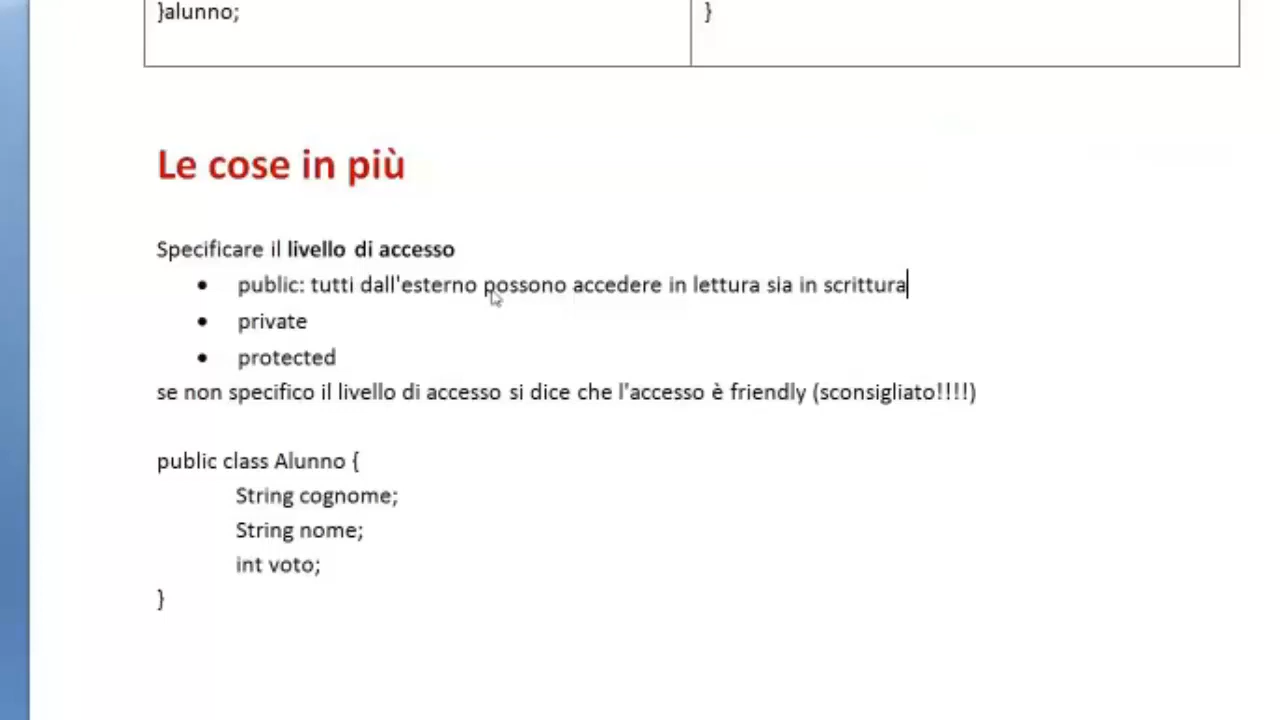 }alunno;
}
Le cose in più
Specificare il livello di accesso
• public: tutti dall'esterno possono accedere in lettura sia in scrittura
• private
• protected
se non specifico il livello di accesso si dice che l'accesso è friendly (sconsigliato!!!!)
public class Alunno {
String cognome;
String nome;
int voto;
}